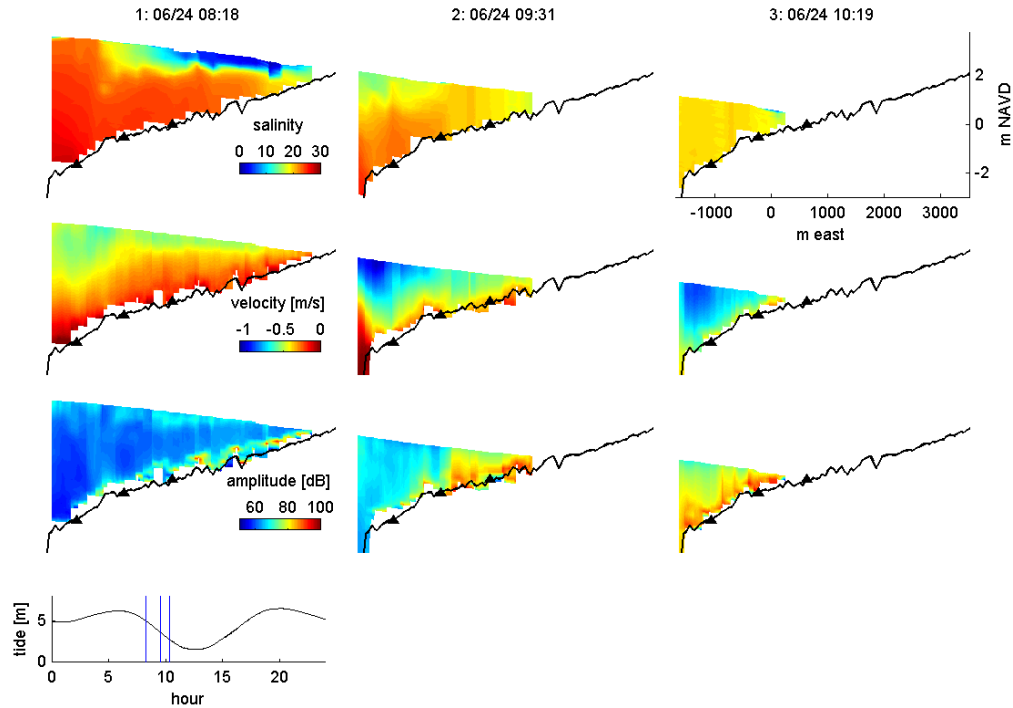 1: 06/24 08:18
2: 06/24 09:31
3: 06/24 10:19
salinity
0 10 20 30
2
0
-2
m NAVD
-1000 0 1000 2000 3000
m east
velocity [m/s]
-1 -0.5 0
amplitude [dB]
60 80 100
tide [m]
5
0
0 5 10 15 20
hour